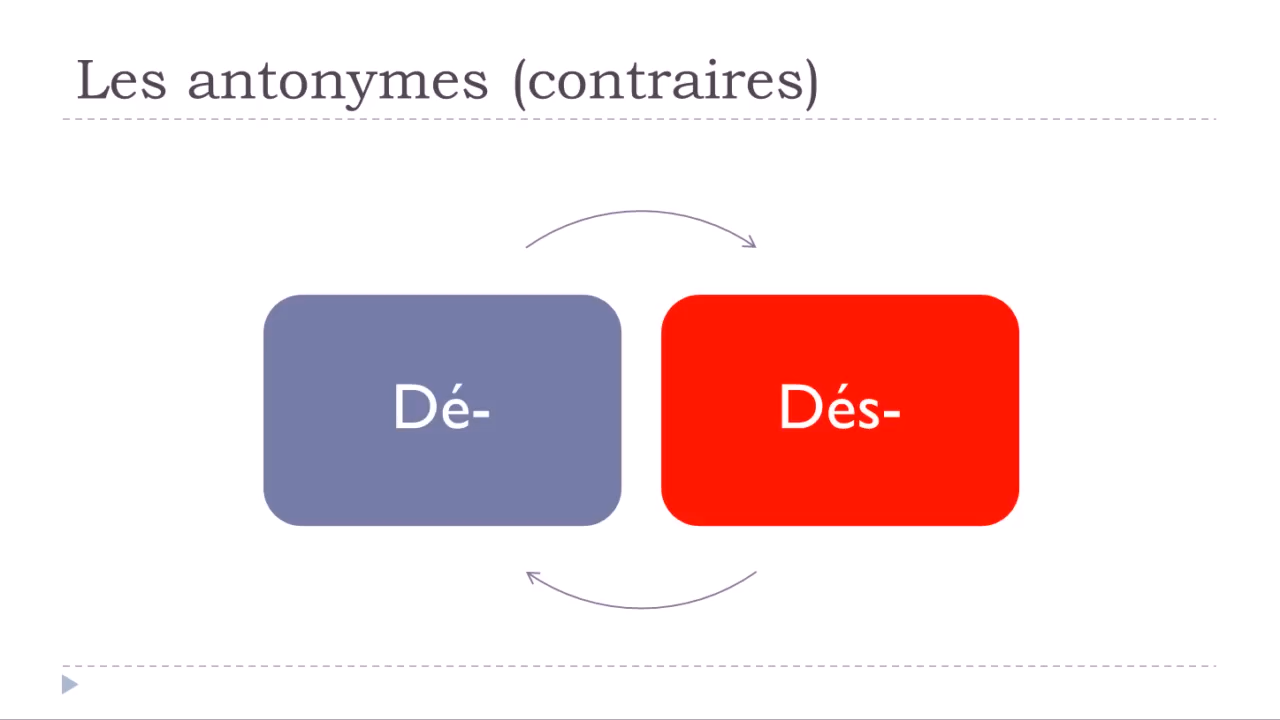 Les antonymes (contraires)
Dé-
Dés-